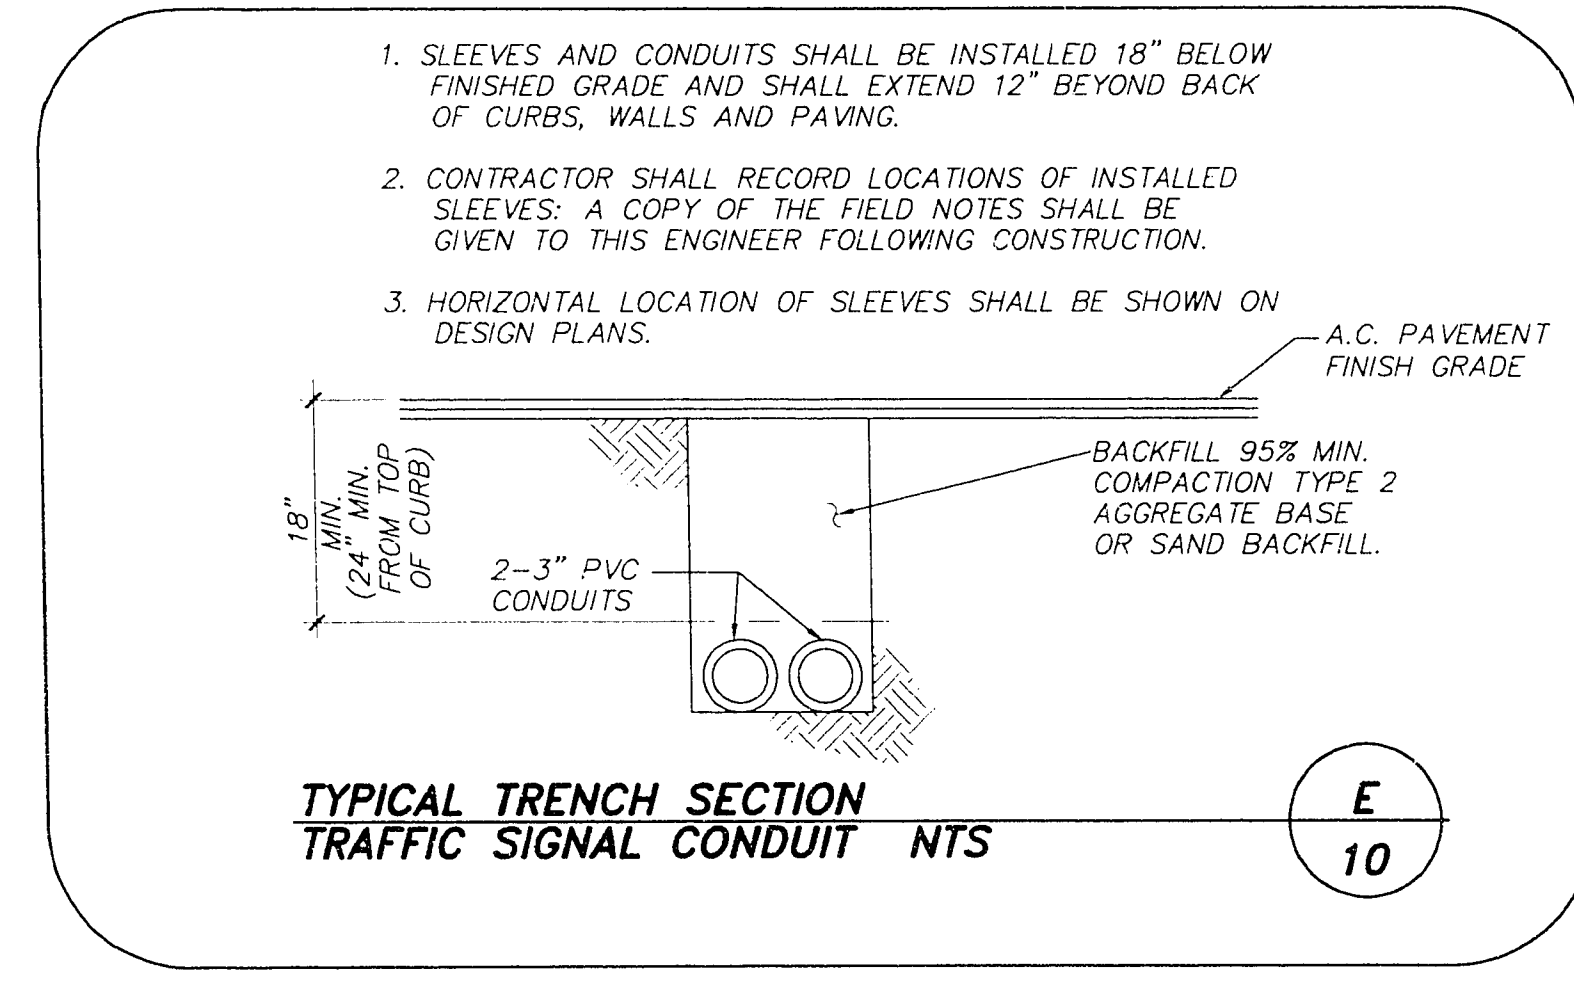 1. SLEEVES AND CONDUITS SHALL BE INSTALLED 18" BELOW
FINISHED GRADE AND SHALL EXTEND 12" BEYOND BACK
OF CURBS, WALLS AND PAVING.
2. CONTRACTOR SHALL RECORD LOCATIONS OF INSTALLED
SLEEVES: A COPY OF THE FIELD NOTES SHALL BE
GIVEN TO THIS ENGINEER FOLLOWING CONSTRUCTION.
3. HORIZONTAL LOCATION OF SLEEVES SHALL BE SHOWN ON
DESIGN PLANS.
A.C. PAVEMENT
FINISH GRADE
18"
MIN.
(24" MIN.
FROM TOP
OF CURB)
BACKFILL 95% MIN.
COMPACTION TYPE 2
AGGREGATE BASE
OR SAND BACKFILL.
2-3" PVC
CONDUITS
TYPICAL TRENCH SECTION
TRAFFIC SIGNAL CONDUIT NTS
E
10